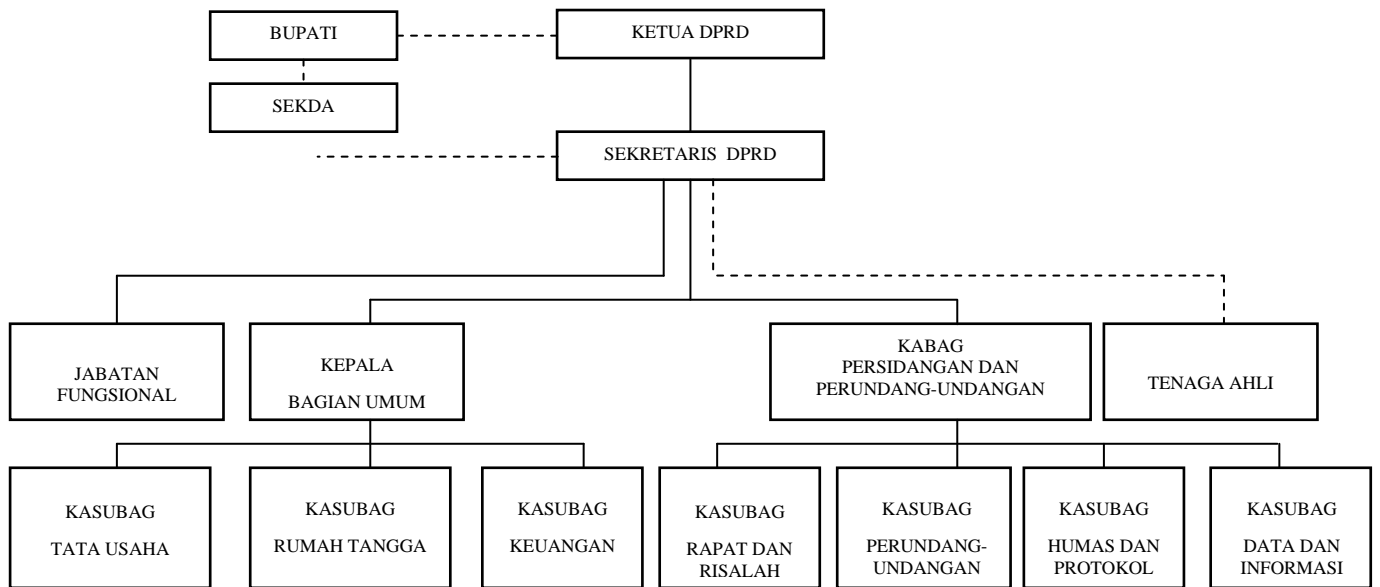 BUPATI
KETUA DPRD
SEKDA
SEKRETARIS DPRD
JABATAN
FUNGSIONAL
KEPALA
BAGIAN UMUM
KABAG
PERSIDANGAN DAN
PERUNDANG-UNDANGAN
TENAGA AHLI
KASUBAG
TATA USAHA
KASUBAG
RUMAH TANGGA
KASUBAG
KEUANGAN
KASUBAG
RAPAT DAN
RISALAH
KASUBAG
PERUNDANG-
UNDANGAN
KASUBAG
HUMAS DAN
PROTOKOL
KASUBAG
DATA DAN
INFORMASI